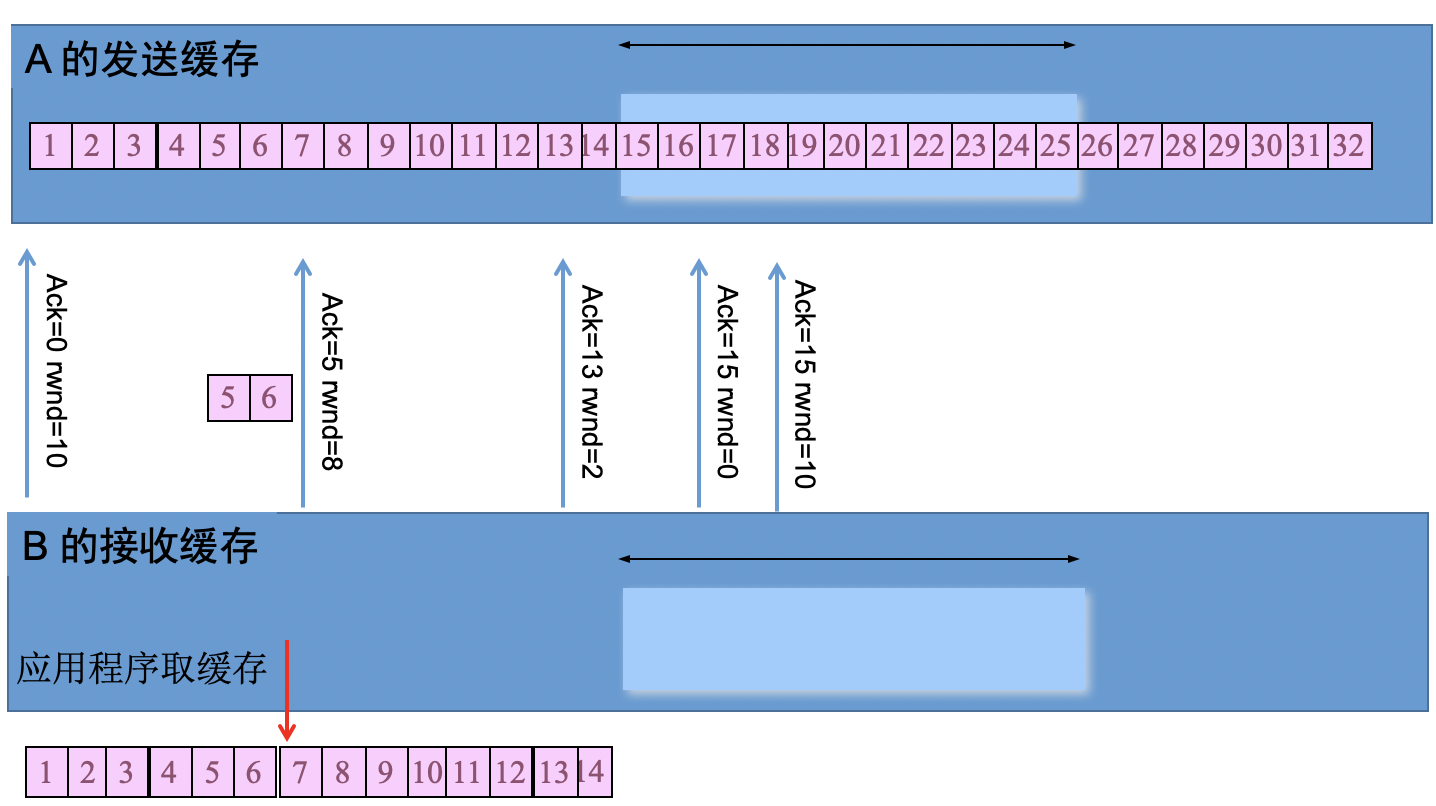 A 的发送缓存
1 2 3 4 5 6 7 8 9 10 11 12 13 14 15 16 17 18 19 20 21 22 23 24 25 26 27 28 29 30 31 32
Ack=0 rwnd=10
5 6
Ack=5 rwnd=8
Ack=13 rwnd=2
Ack=15 rwnd=0
Ack=15 rwnd=10
B 的接收缓存
应用程序取缓存
1 2 3 4 5 6 7 8 9 10 11 12 13 14